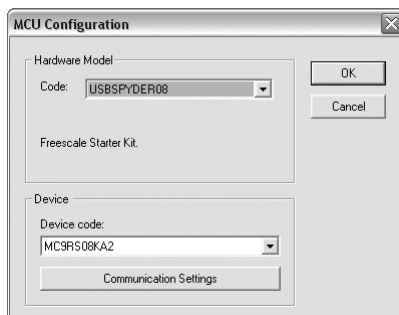 MCU Configuration
Hardware Model
Code: USBSPYDER08
Freescale Starter Kit.
OK
Cancel
Device
Device code:
MC9RS08KA2
Communication Settings